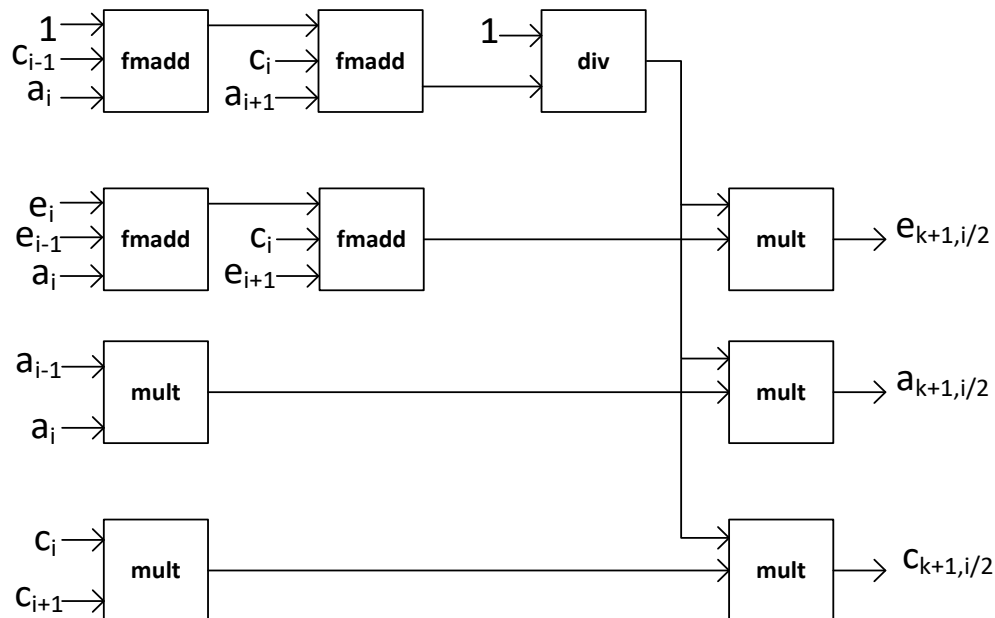 1
c_{i-1} fmadd c_i fmadd 1 div
a_i a_{i+1}
e_i
e_{i-1} fmadd c_i fmadd mult e_{k+1,i/2}
a_i e_{i+1}
a_{i-1}
mult mult a_{k+1,i/2}
a_i
c_i
mult mult c_{k+1,i/2}
c_{i+1}